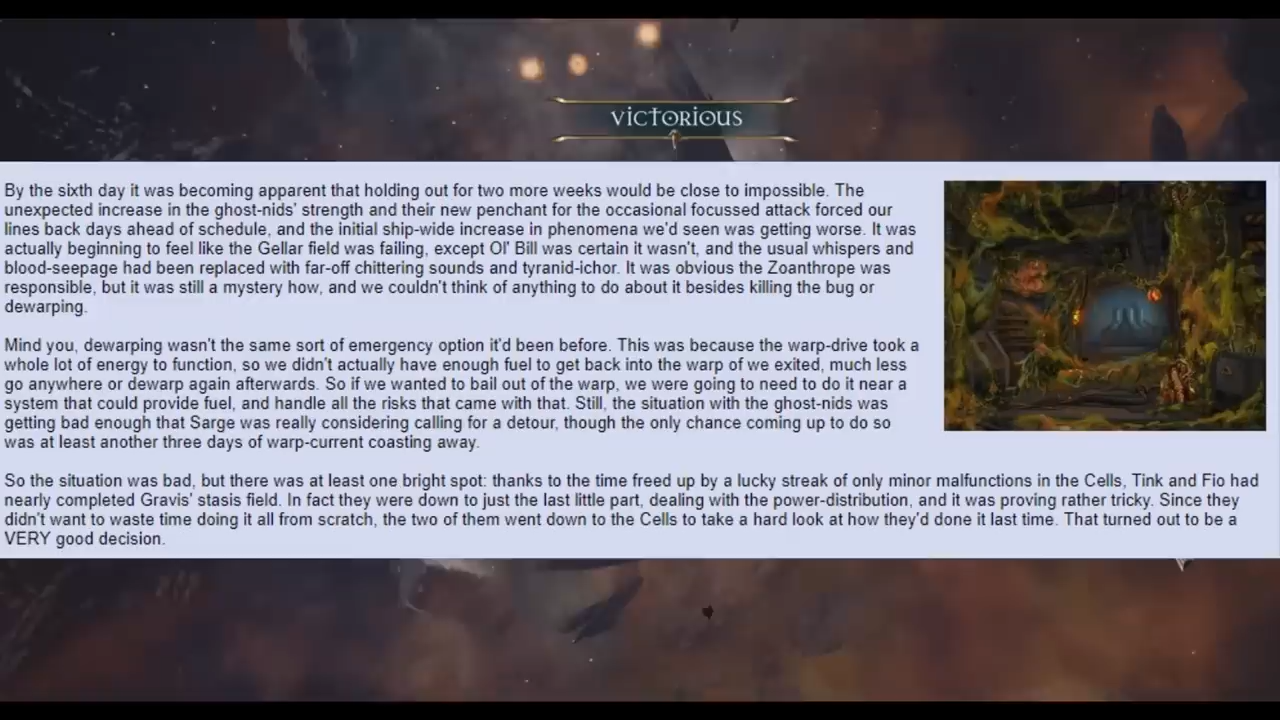 VICTORIOUS
By the sixth day it was becoming apparent that holding out for two more weeks would be close to impossible. The
unexpected increase in the ghost-nids' strength and their new penchant for the occasional focussed attack forced our
lines back days ahead of schedule, and the initial ship-wide increase in phenomena we'd seen was getting worse. It was
actually beginning to feel like the Gellar field was failing, except Ol' Bill was certain it wasn't, and the usual whispers and
blood-seepage had been replaced with far-off chittering sounds and tyranid-ichor. It was obvious the Zoanthrope was
responsible, but it was still a mystery how, and we couldn't think of anything to do about it besides killing the bug or
dewarping.
Mind you, dewarping wasn't the same sort of emergency option it'd been before. This was because the warp-drive took a
whole lot of energy to function, so we didn't actually have enough fuel to get back into the warp of we exited, much less
go anywhere or dewarp again afterwards. So if we wanted to bail out of the warp, we were going to need to do it near a
system that could provide fuel, and handle all the risks that came with that. Still, the situation with the ghost-nids was
getting bad enough that Sarge was really considering calling for a detour, though the only chance coming up to do so
was at least another three days of warp-current coasting away.
So the situation was bad, but there was at least one bright spot: thanks to the time freed up by a lucky streak of only minor malfunctions in the Cells, Tink and Fio had
nearly completed Gravis' stasis field. In fact they were down to just the last little part, dealing with the power-distribution, and it was proving rather tricky. Since they
didn't want to waste time doing it all from scratch, the two of them went down to the Cells to take a hard look at how they'd done it last time. That turned out to be a
VERY good decision.